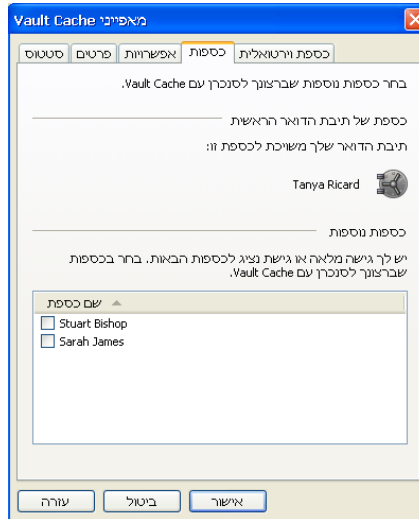 מאפייני Vault Cache
סטטוס פרטים אפשרויות כספות כספת וירטואלית
בחר כספות נוספות שברצונך לסנכרן עם Vault Cache.
כספת של תיבת הדואר הראשית
תיבת הדואר שלך משויכת לכספת זו:
Tanya Ricard
כספות נוספות
יש לך גישה מלאה או גישת נציג לכספות הבאות. בחר בכספות
שברצונך לסנכרן עם Vault Cache.
שם כספת
Stuart Bishop
Sarah James
אישור ביטול עזרה